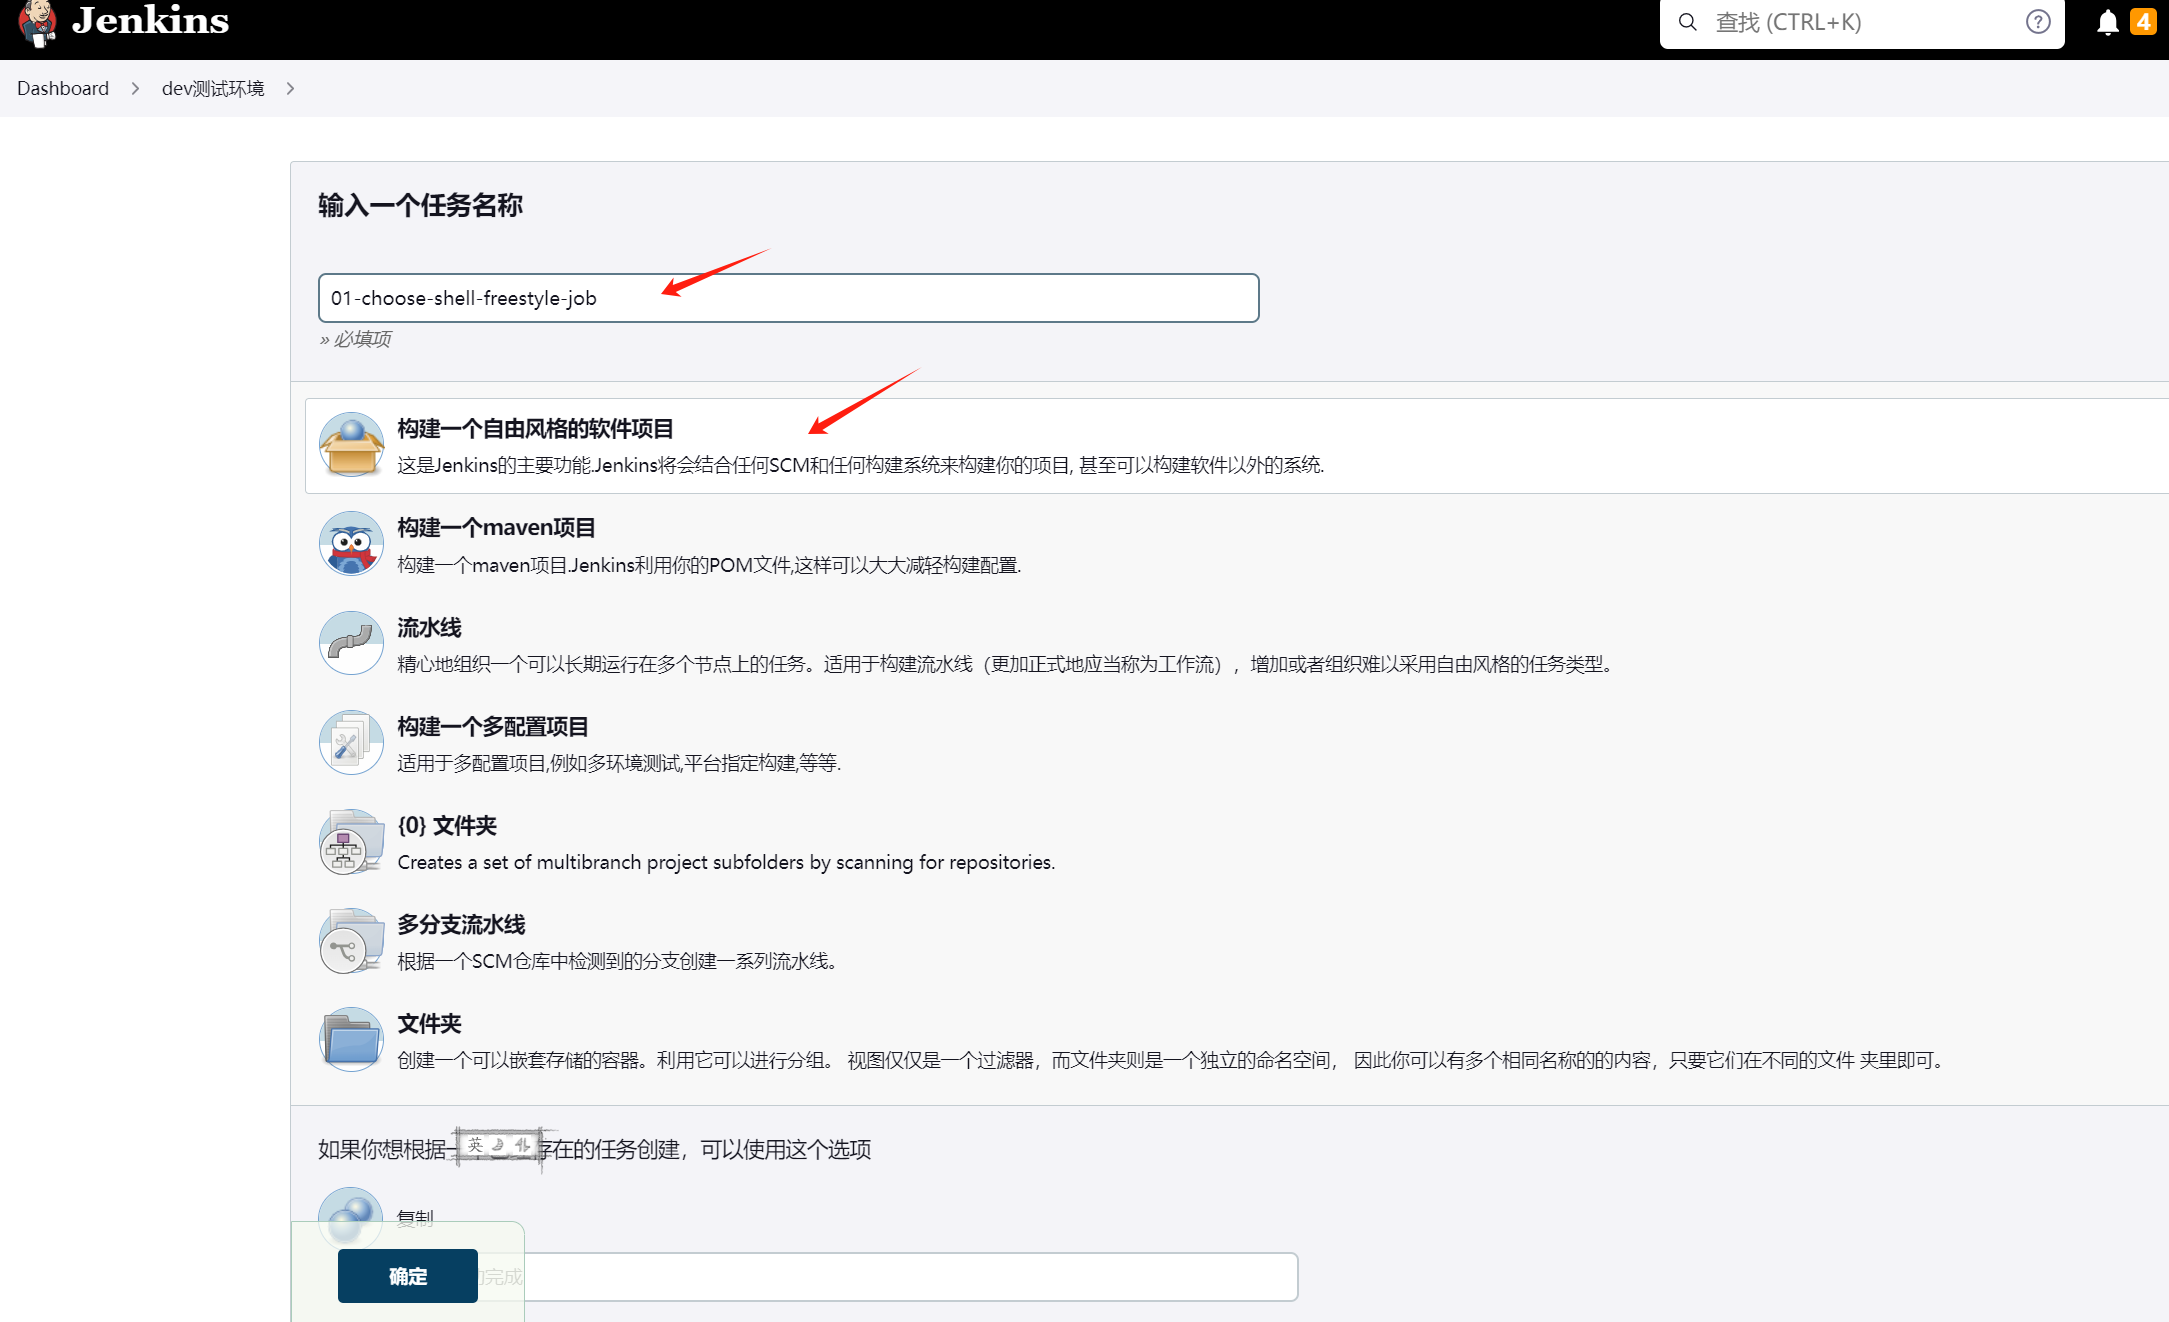 Jenkins
查找 (CTRL+K)
4
Dashboard
dev测试环境
输入一个任务名称
01-choose-shell-freestyle-job
» 必填项
构建一个自由风格的软件项目
这是Jenkins的主要功能.Jenkins将会结合任何SCM和任何构建系统来构建你的项目, 甚至可以构建软件以外的系统.
构建一个maven项目
构建一个maven项目.Jenkins利用你的POM文件,这样可以大大减轻构建配置.
流水线
精心地组织一个可以长期运行在多个节点上的任务。适用于构建流水线（更加正式地应当称为工作流），增加或者组织难以采用自由风格的任务类型。
构建一个多配置项目
适用于多配置项目,例如多环境测试,平台指定构建,等等.
{0} 文件夹
Creates a set of multibranch project subfolders by scanning for repositories.
多分支流水线
根据一个SCM仓库中检测到的分支创建一系列流水线。
文件夹
创建一个可以嵌套存储的容器。利用它可以进行分组。 视图仅仅是一个过滤器，而文件夹则是一个独立的命名空间， 因此你可以有多个相同名称的的内容，只要它们在不同的文件 夹里即可。
如果你想根据一 英 存在的任务创建，可以使用这个选项
复制
确定
完成